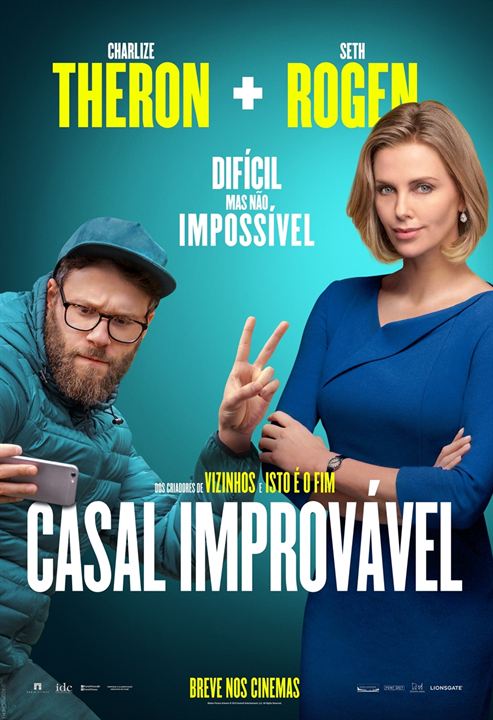 CHARLIZE SETH
THERON + ROGEN
DIFÍCIL
MAS NÃO
IMPOSSÍVEL
DOS CRIADORES DE VIZINHOS E ISTO É O FIM
CASAL IMPROVÁVEL
idc
LIONSGATE
BREVE NOS CINEMAS